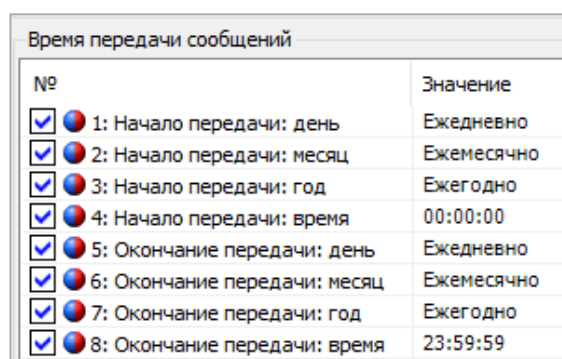 Время передачи сообщений
№ Значение
1: Начало передачи: день Ежедневно
2: Начало передачи: месяц Ежемесячно
3: Начало передачи: год Ежегодно
4: Начало передачи: время 00:00:00
5: Окончание передачи: день Ежедневно
6: Окончание передачи: месяц Ежемесячно
7: Окончание передачи: год Ежегодно
8: Окончание передачи: время 23:59:59